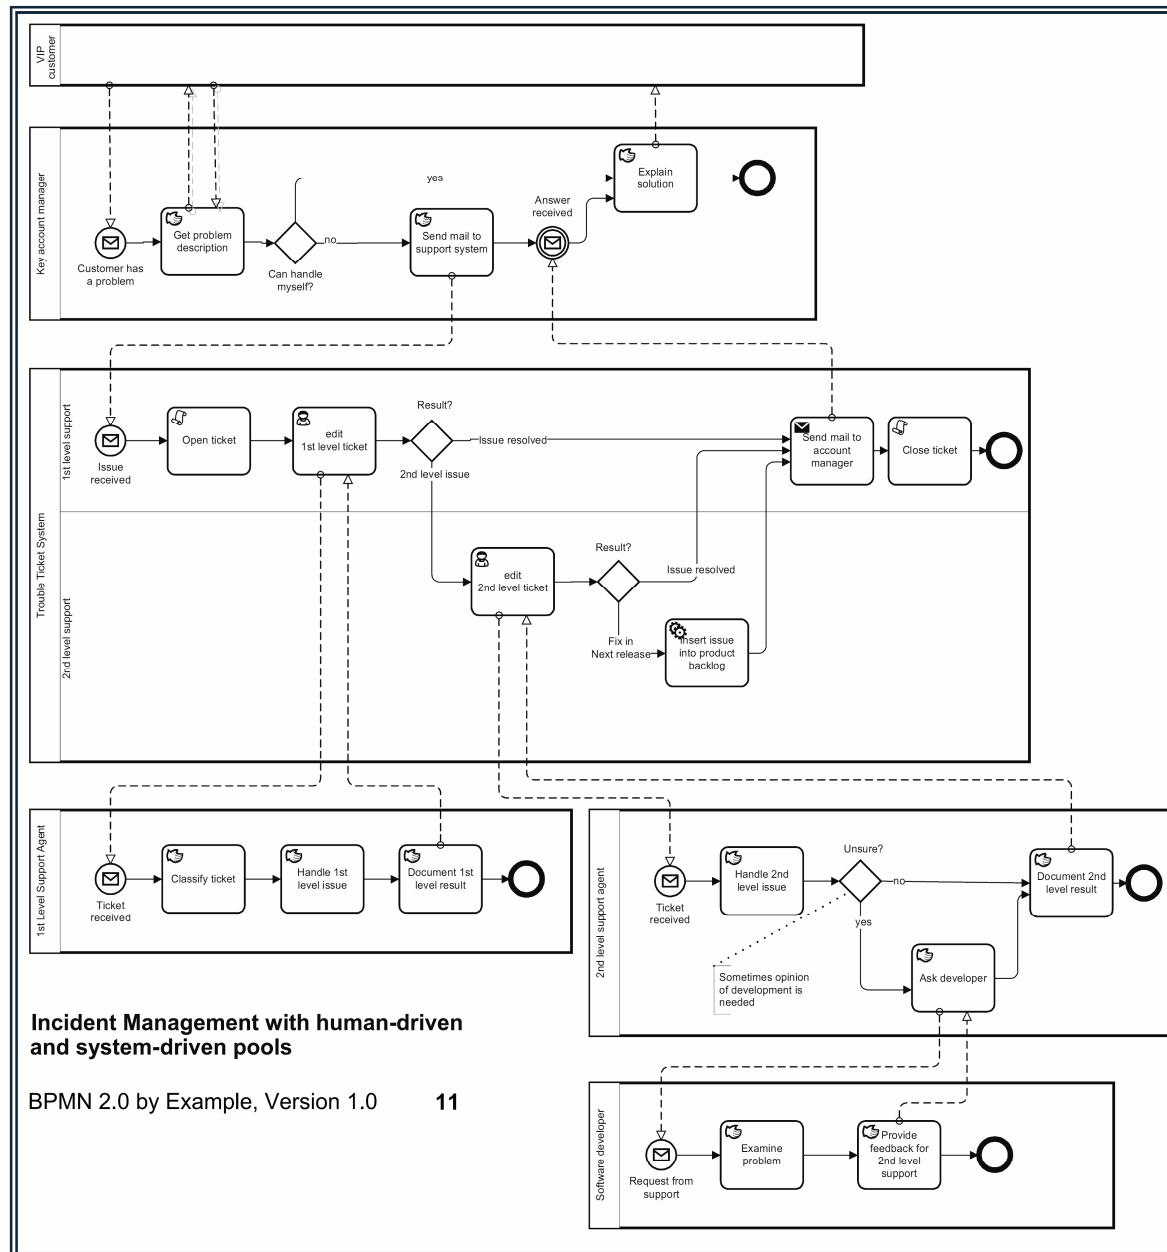 VIP
customer
Key account manager
yes
Explain
solution
Answer
received
Get problem
description
no
Send mail to
support system
Customer has
a problem
Can handle
myself?
Trouble Ticket System
1st level support
Result?
Open ticket
edit
1st level ticket
Issue resolved
Send mail to
account
manager
Close ticket
Issue
received
2nd level issue
2nd level support
Result?
edit
2nd level ticket
Issue resolved
Fix in
Next release
Insert issue
into product
backlog
1st Level Support Agent
Classify ticket
Handle 1st
level issue
Document 1st
level result
Ticket
received
2nd level support agent
Unsure?
Handle 2nd
level issue
no
Document 2nd
level result
Ticket
received
yes
Sometimes opinion
of development is
needed
Ask developer
Incident Management with human-driven
and system-driven pools
BPMN 2.0 by Example, Version 1.0 11
Software developer
Examine
problem
Provide
feedback for
2nd level
support
Request from
support